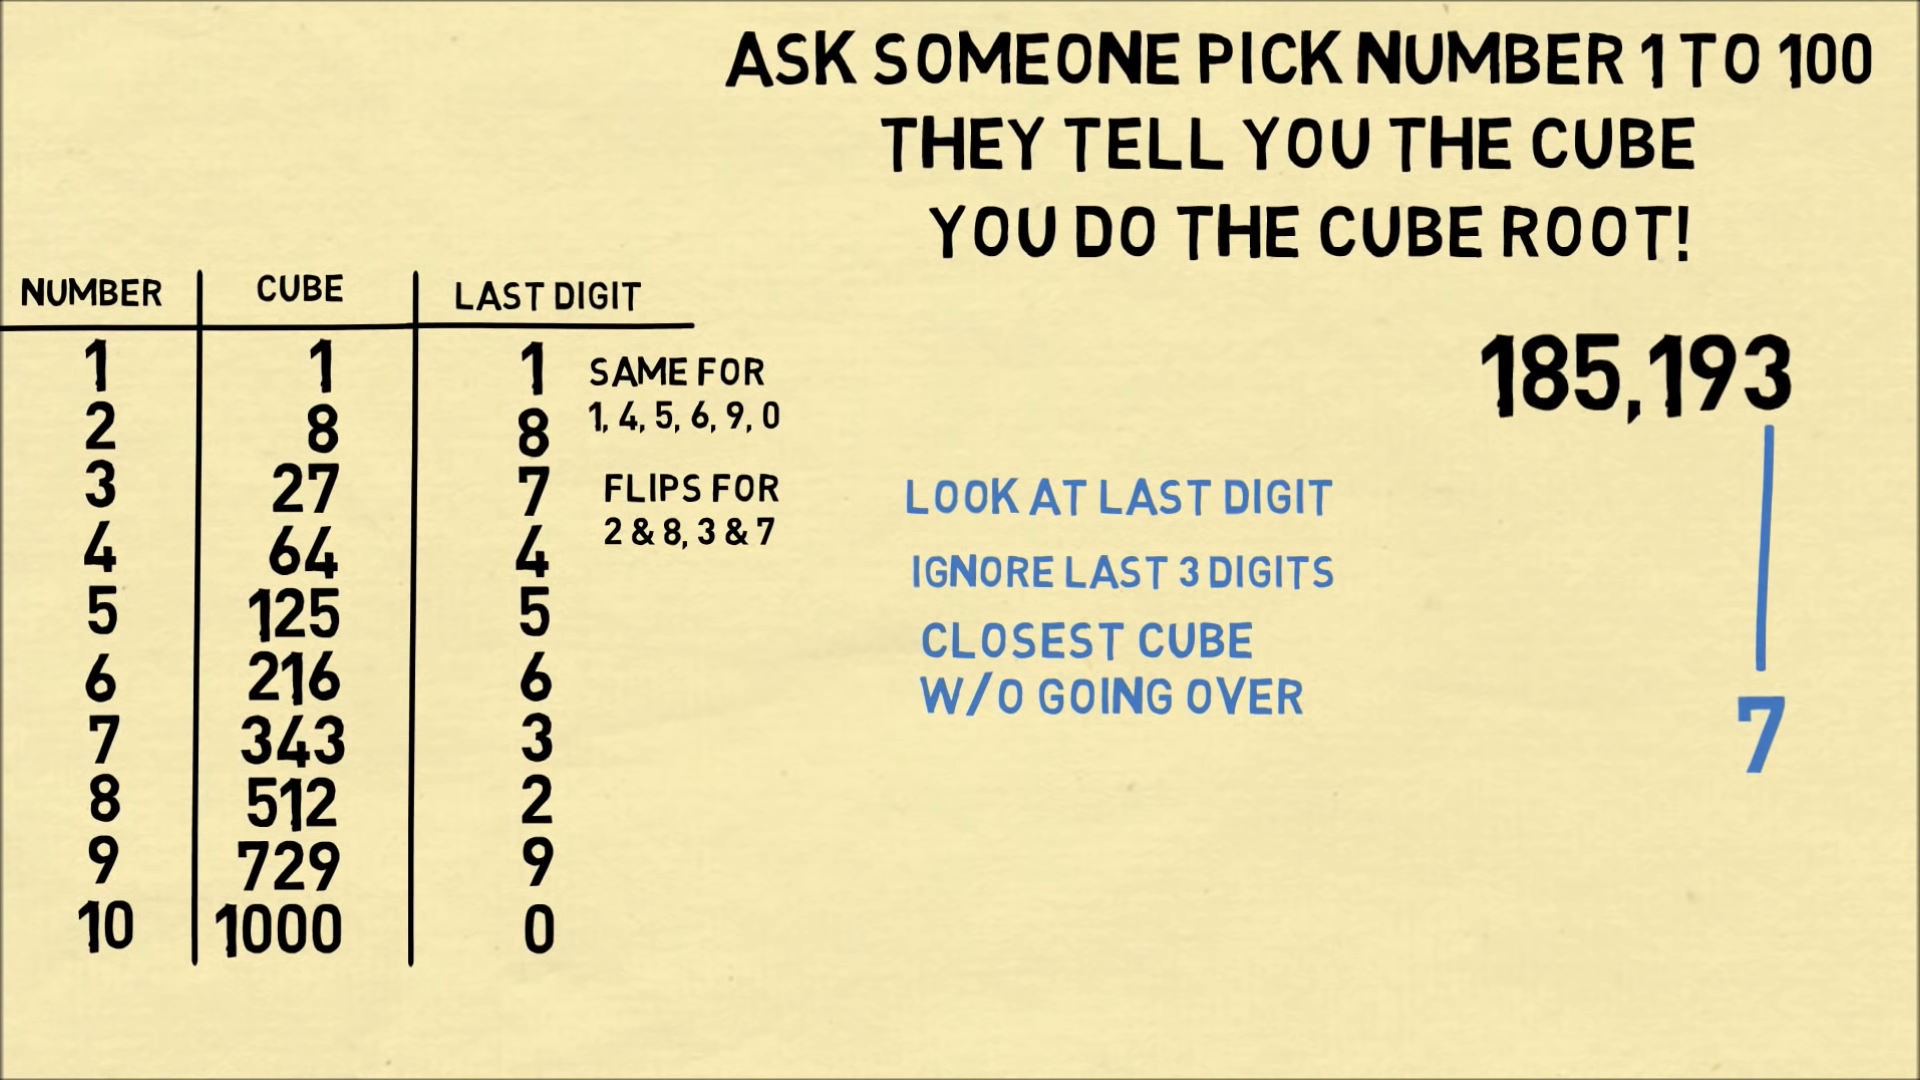 ASK SOMEONE PICK NUMBER 1 TO 100
THEY TELL YOU THE CUBE
YOU DO THE CUBE ROOT!
NUMBER CUBE LAST DIGIT
1 1 1
2 8 8
3 27 7
4 64 4
5 125 5
6 216 6
7 343 3
8 512 2
9 729 9
10 1000 0
SAME FOR
1, 4, 5, 6, 9, 0
FLIPS FOR
2 & 8, 3 & 7
185,193
LOOK AT LAST DIGIT
IGNORE LAST 3 DIGITS
CLOSEST CUBE
W/O GOING OVER
7